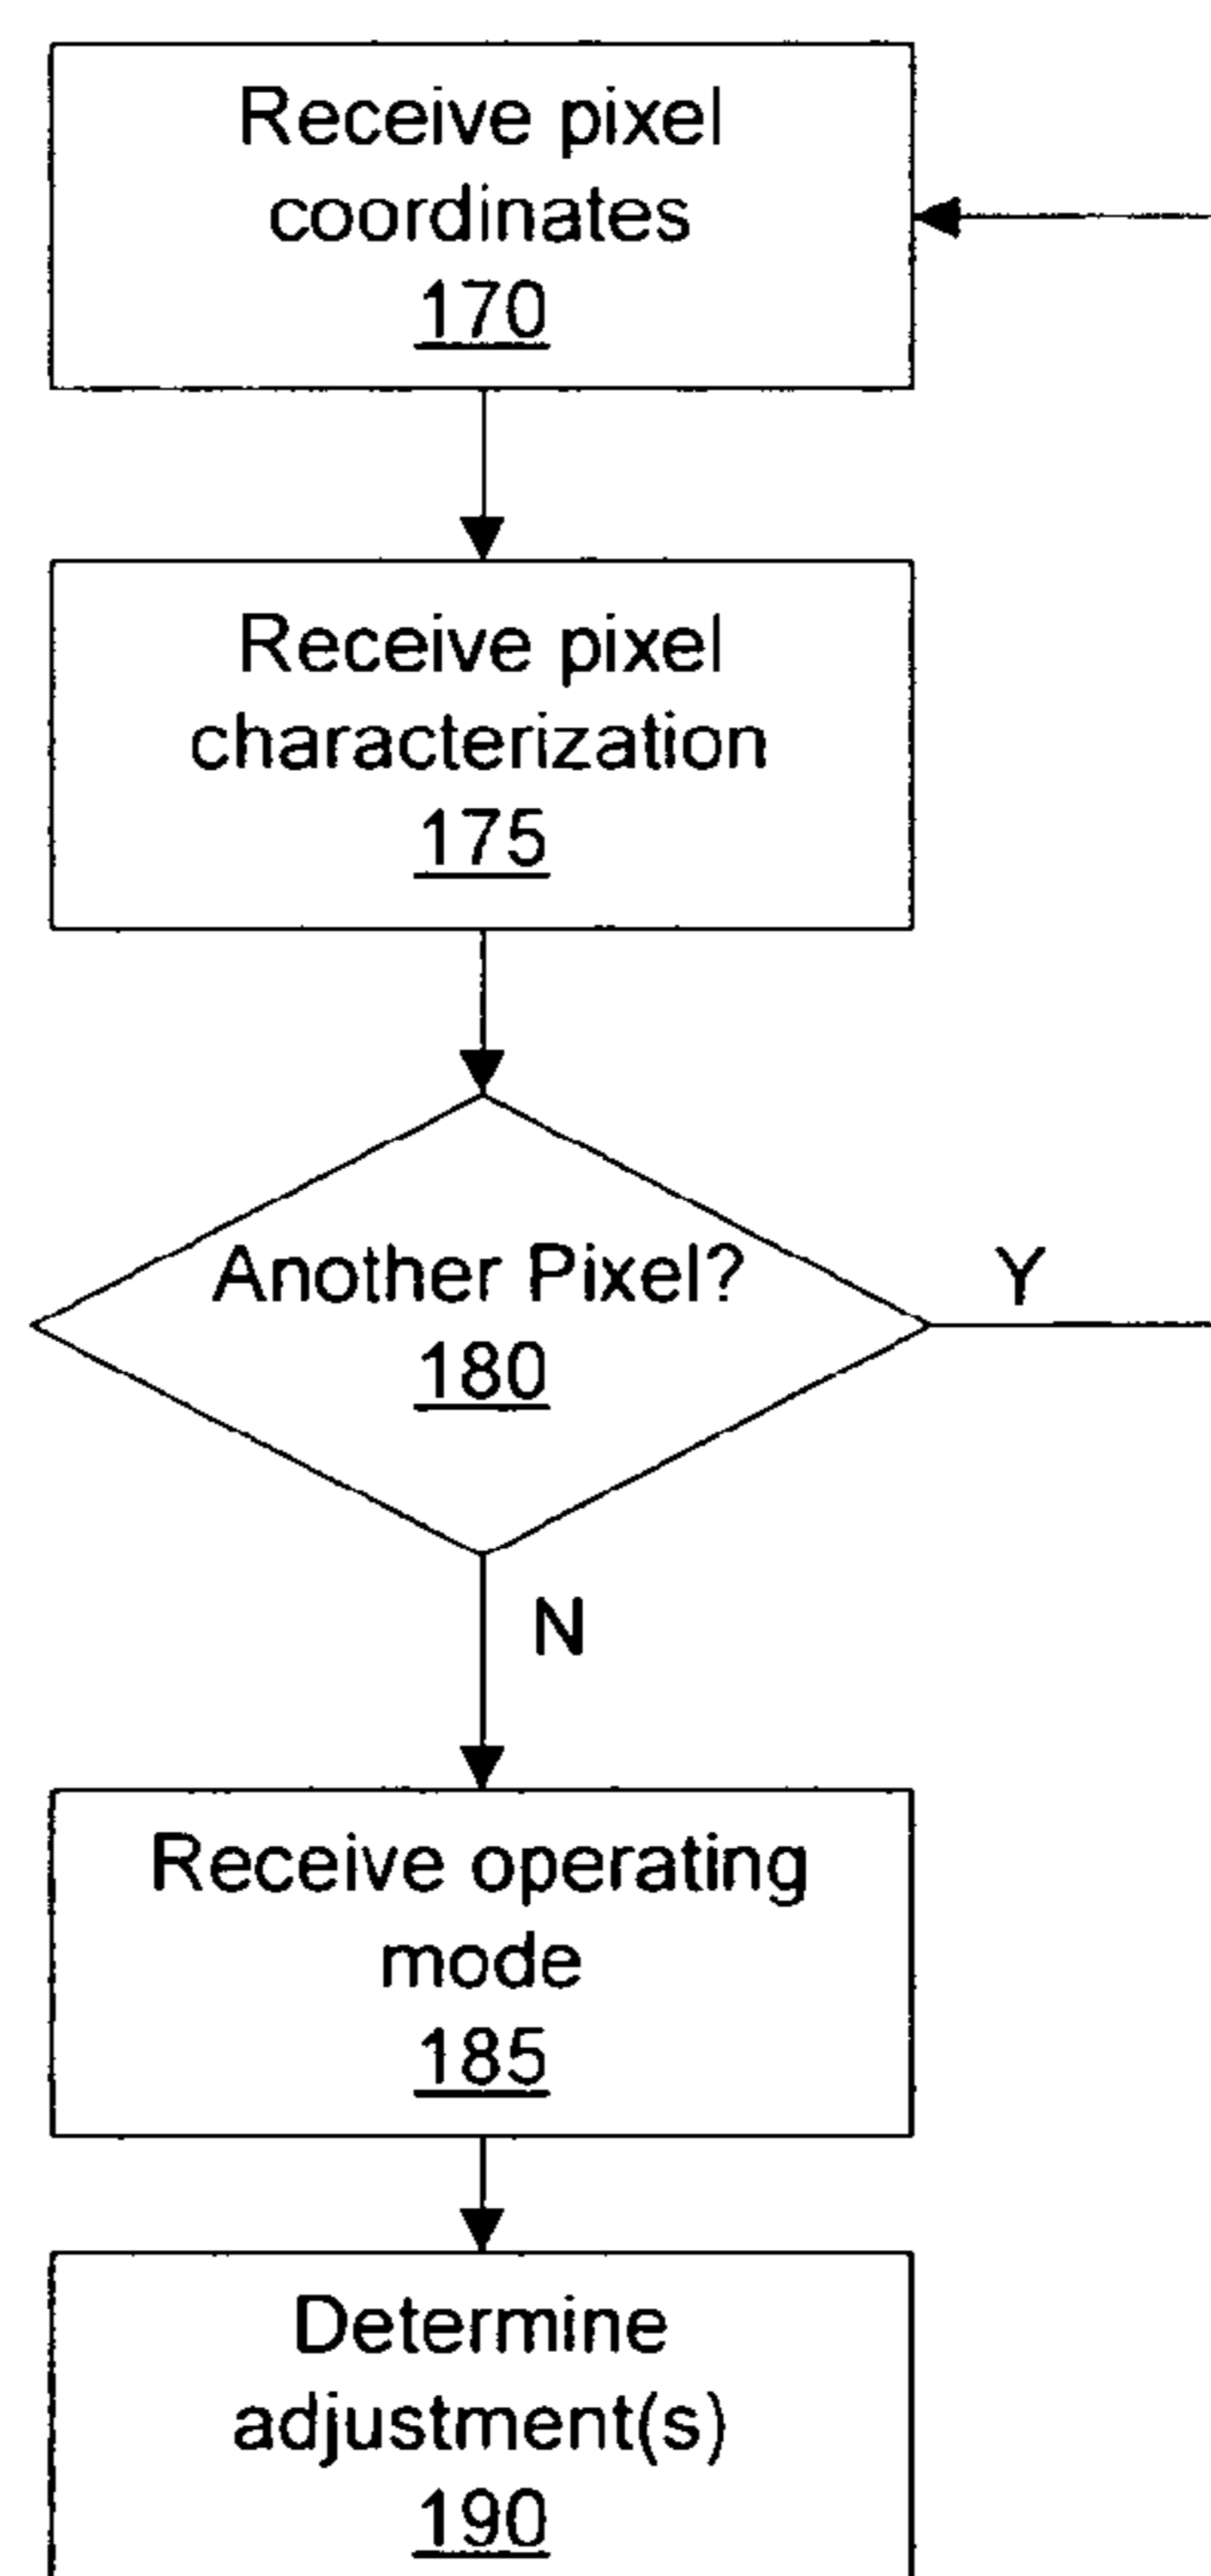 Receive pixel
coordinates
170
Receive pixel
characterization
175
Another Pixel?
180
Y
N
Receive operating
mode
185
Determine
adjustment(s)
190